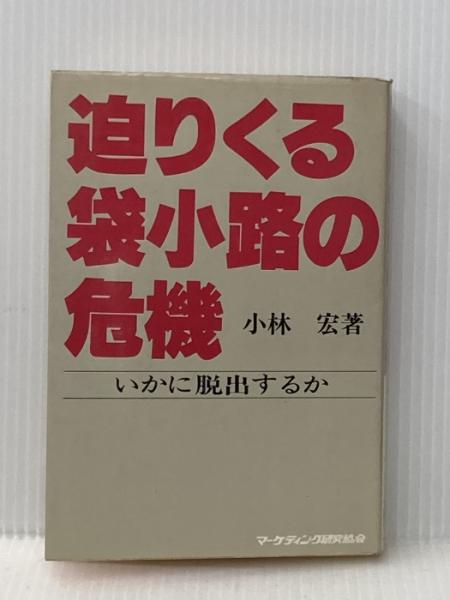 迫りくる
袋小路の
危機
小林 宏著
いかに脱出するか
マーケティング研究協会